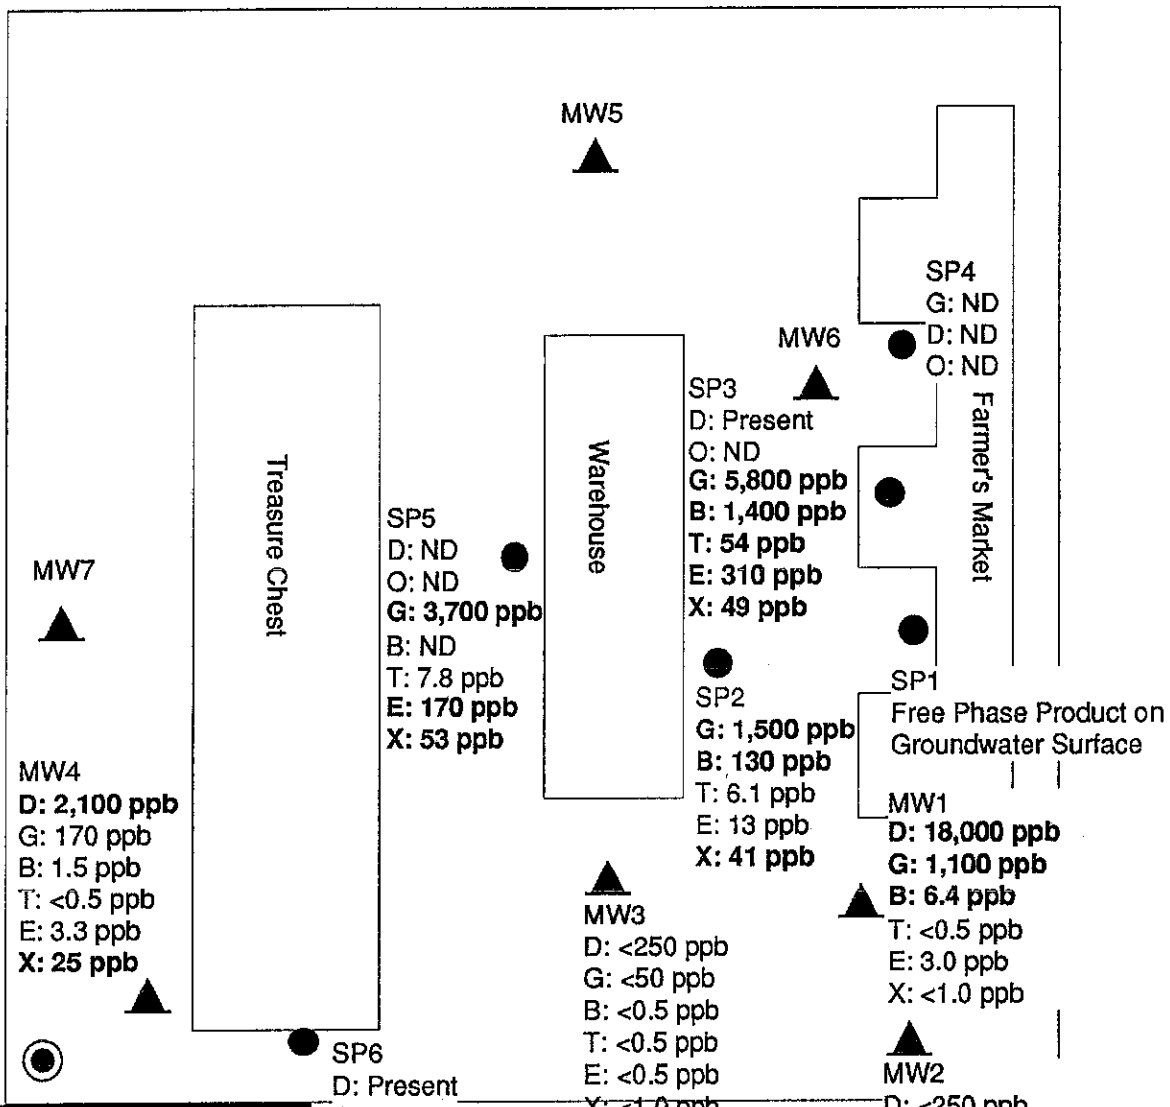 MW5
SP4
G: ND
D: ND
O: ND
MW6
SP3
D: Present
O: ND
G: 5,800 ppb
B: 1,400 ppb
T: 54 ppb
E: 310 ppb
X: 49 ppb
Farmer's Market
Warehouse
Treasure Chest
SP5
D: ND
O: ND
G: 3,700 ppb
B: ND
T: 7.8 ppb
E: 170 ppb
X: 53 ppb
MW7
SP1
Free Phase Product on
Groundwater Surface
SP2
G: 1,500 ppb
B: 130 ppb
T: 6.1 ppb
E: 13 ppb
X: 41 ppb
MW4
D: 2,100 ppb
G: 170 ppb
B: 1.5 ppb
T: <0.5 ppb
E: 3.3 ppb
X: 25 ppb
MW1
D: 18,000 ppb
G: 1,100 ppb
B: 6.4 ppb
T: <0.5 ppb
E: 3.0 ppb
X: <1.0 ppb
MW3
D: <250 ppb
G: <50 ppb
B: <0.5 ppb
T: <0.5 ppb
E: <0.5 ppb
X: <1.0 ppb
SP6
D: Present
MW2
D: <250 ppb